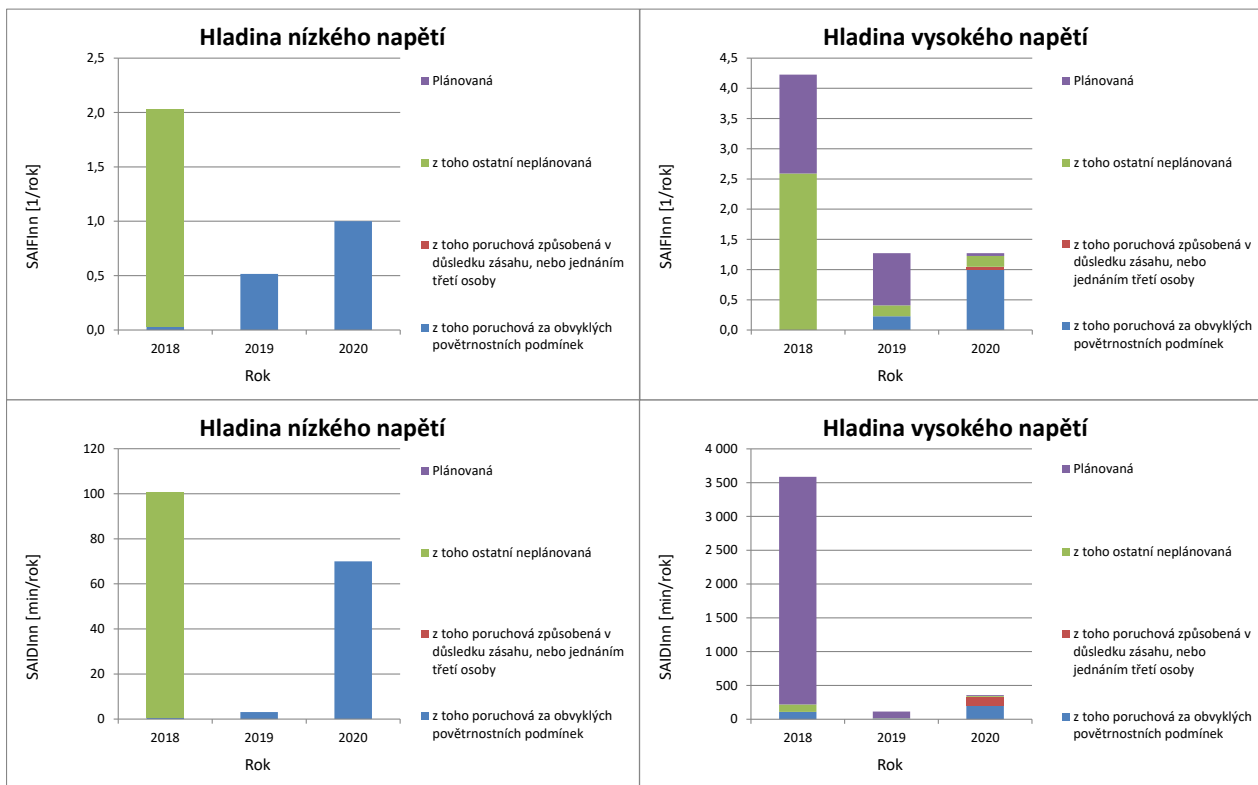 Hladina nízkého napětí
2,5
2,0
1,5
1,0
0,5
0,0
SAIFInn [1/rok]
2018
2019
2020
Rok
Plánovaná
z toho ostatní neplánovaná
z toho poruchová způsobená v
důsledku zásahu, nebo jednáním
třetí osoby
z toho poruchová za obvyklých
povětrnostních podmínek
Hladina vysokého napětí
4,5
4,0
3,5
3,0
2,5
2,0
1,5
1,0
0,5
0,0
SAIFInn [1/rok]
2018
2019
2020
Rok
Plánovaná
z toho ostatní neplánovaná
z toho poruchová způsobená v
důsledku zásahu, nebo
jednáním třetí osoby
z toho poruchová za obvyklých
povětrnostních podmínek
Hladina nízkého napětí
120
100
80
60
40
20
0
SAIDInn [min/rok]
2018
2019
2020
Rok
Plánovaná
z toho ostatní neplánovaná
z toho poruchová způsobená v
důsledku zásahu, nebo jednáním
třetí osoby
z toho poruchová za obvyklých
povětrnostních podmínek
Hladina vysokého napětí
4 000
3 500
3 000
2 500
2 000
1 500
1 000
500
0
SAIDInn [min/rok]
2018
2019
2020
Rok
Plánovaná
z toho ostatní neplánovaná
z toho poruchová způsobená v
důsledku zásahu, nebo
jednáním třetí osoby
z toho poruchová za obvyklých
povětrnostních podmínek